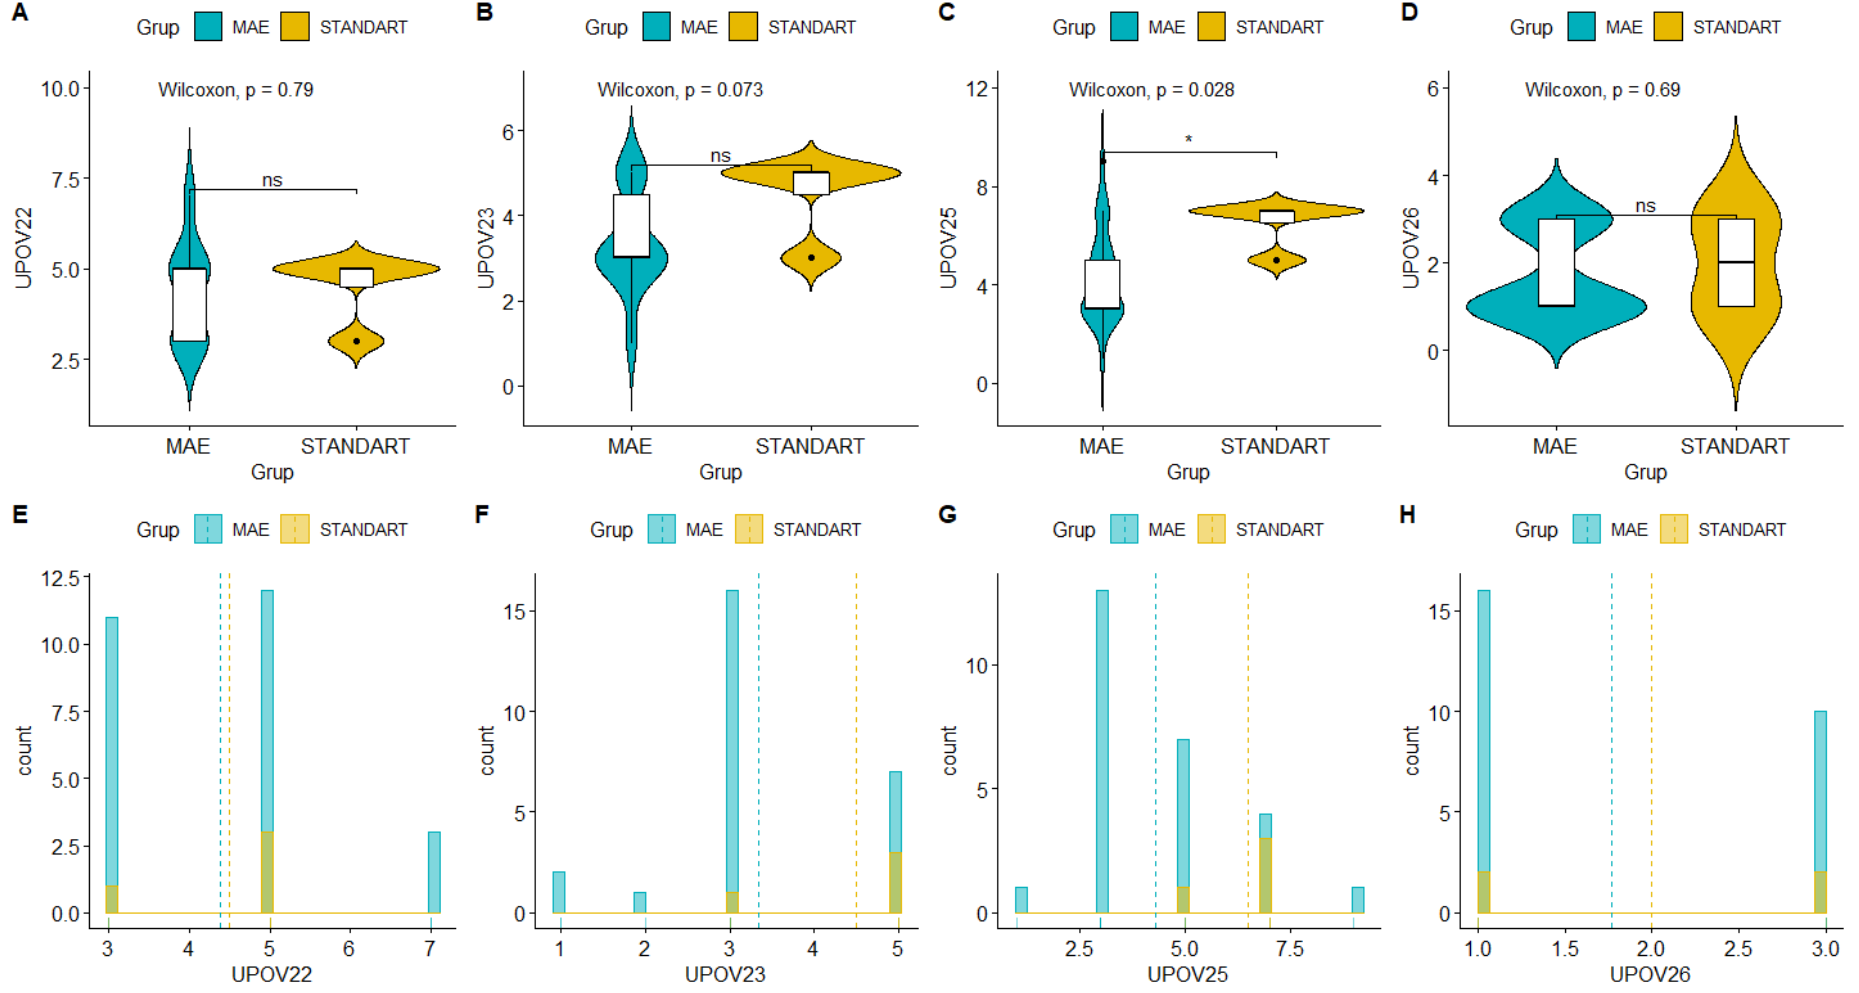 A
Grup MAE STANDART
Wilcoxon, p = 0.79
10.0
7.5
5.0
2.5
UPOV22
ns
MAE STANDART
Grup
B
Grup MAE STANDART
Wilcoxon, p = 0.073
6
4
2
0
UPOV23
ns
MAE STANDART
Grup
C
Grup MAE STANDART
Wilcoxon, p = 0.028
12
8
4
0
UPOV25
*
MAE STANDART
Grup
D
Grup MAE STANDART
Wilcoxon, p = 0.69
6
4
2
0
UPOV26
ns
MAE STANDART
Grup
E
Grup MAE STANDART
12.5
10.0
7.5
5.0
2.5
0.0
count
3 4 5 6 7
UPOV22
F
Grup MAE STANDART
15
10
5
0
count
1 2 3 4 5
UPOV23
G
Grup MAE STANDART
10
5
0
count
2.5 5.0 7.5
UPOV25
H
Grup MAE STANDART
15
10
5
0
count
1.0 1.5 2.0 2.5 3.0
UPOV26